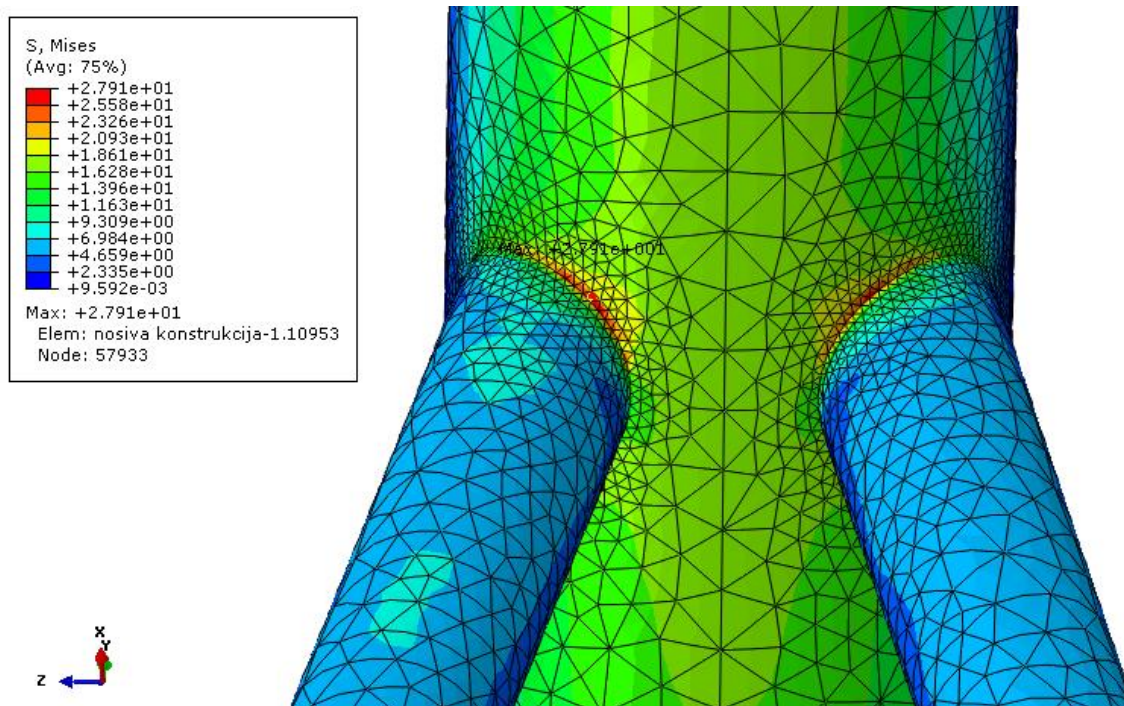 S, Mises
(Avg: 75%)
+2.791e+01
+2.558e+01
+2.326e+01
+2.093e+01
+1.861e+01
+1.628e+01
+1.396e+01
+1.163e+01
+9.309e+00
+6.984e+00
+4.659e+00
+2.335e+00
+9.592e-03
Max: +2.791e+01
Elem: nosiva konstrukcija-1.10953
Node: 57933
Max: +2.791e+001
X
Y
Z